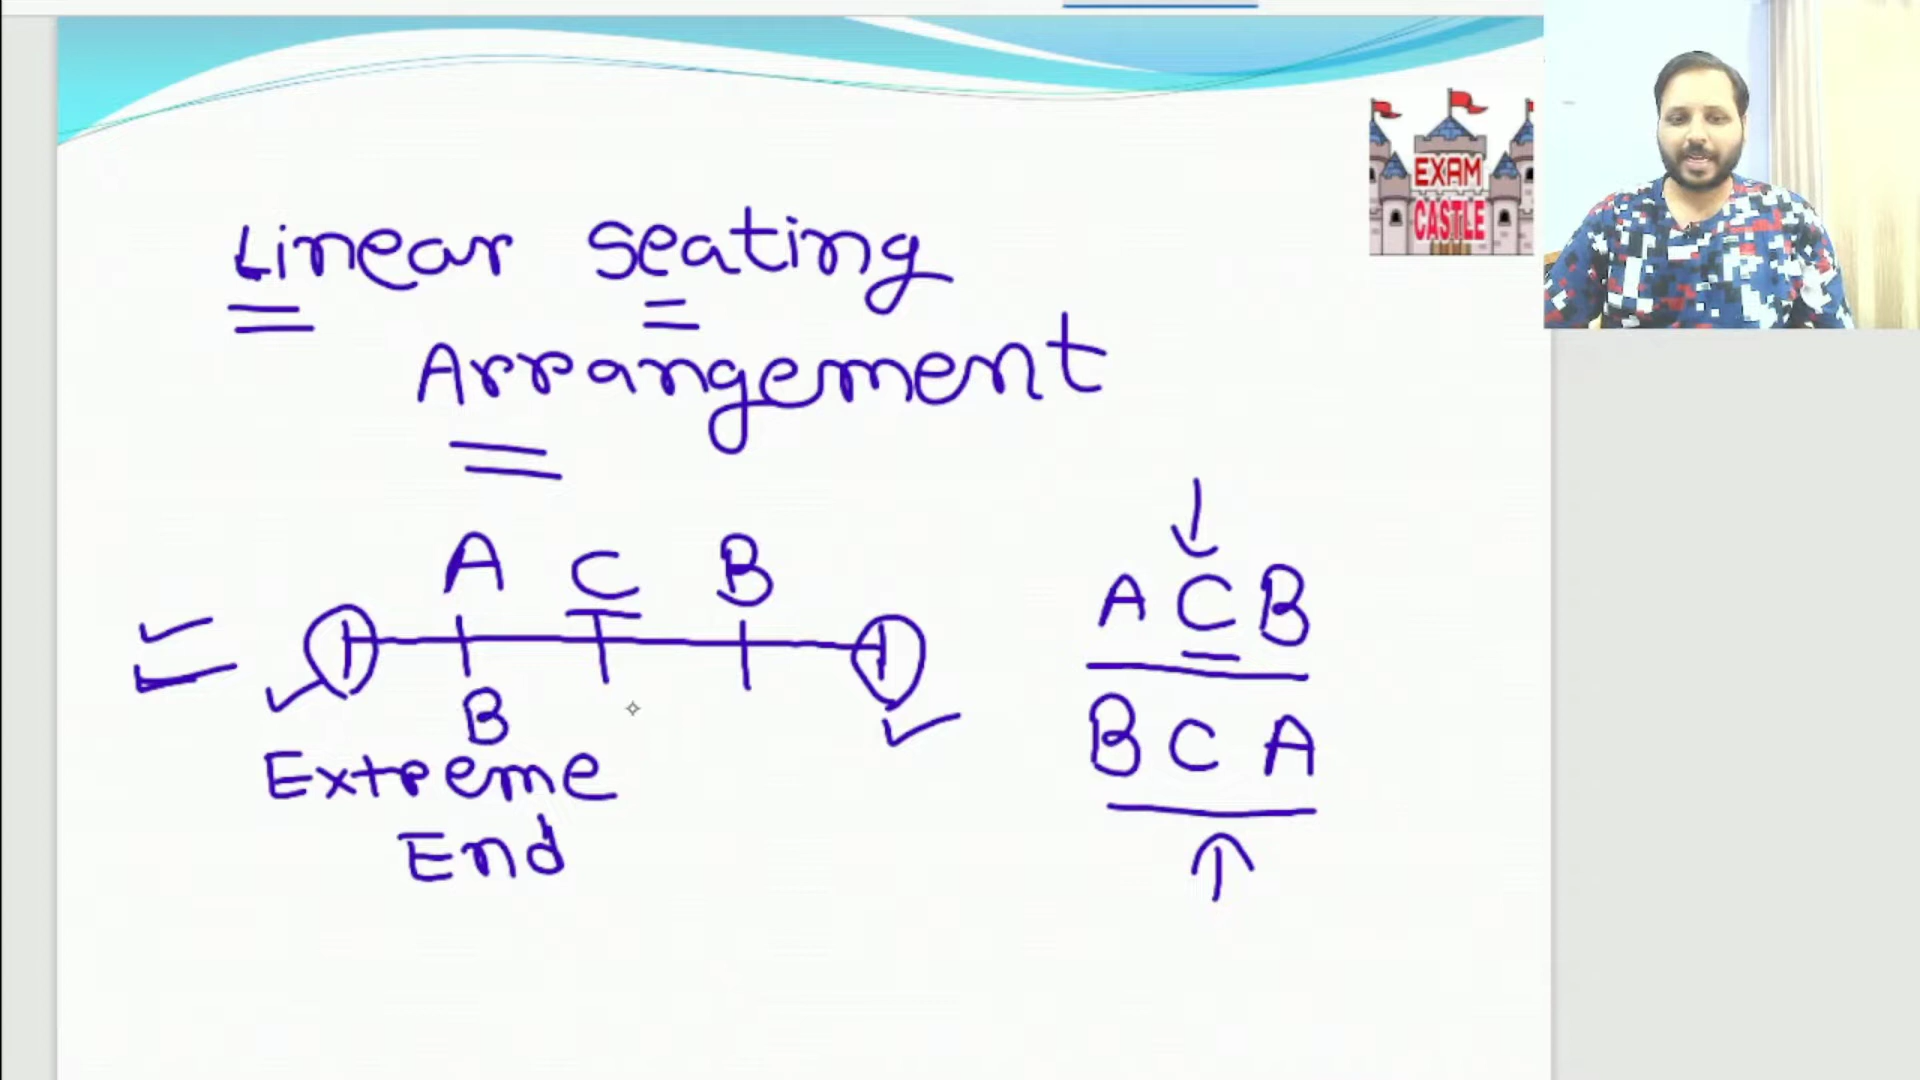 EXAM
CASTLE
Linear Seating
Arrangement
A C B
B
Extreme
End
A C B
B C A